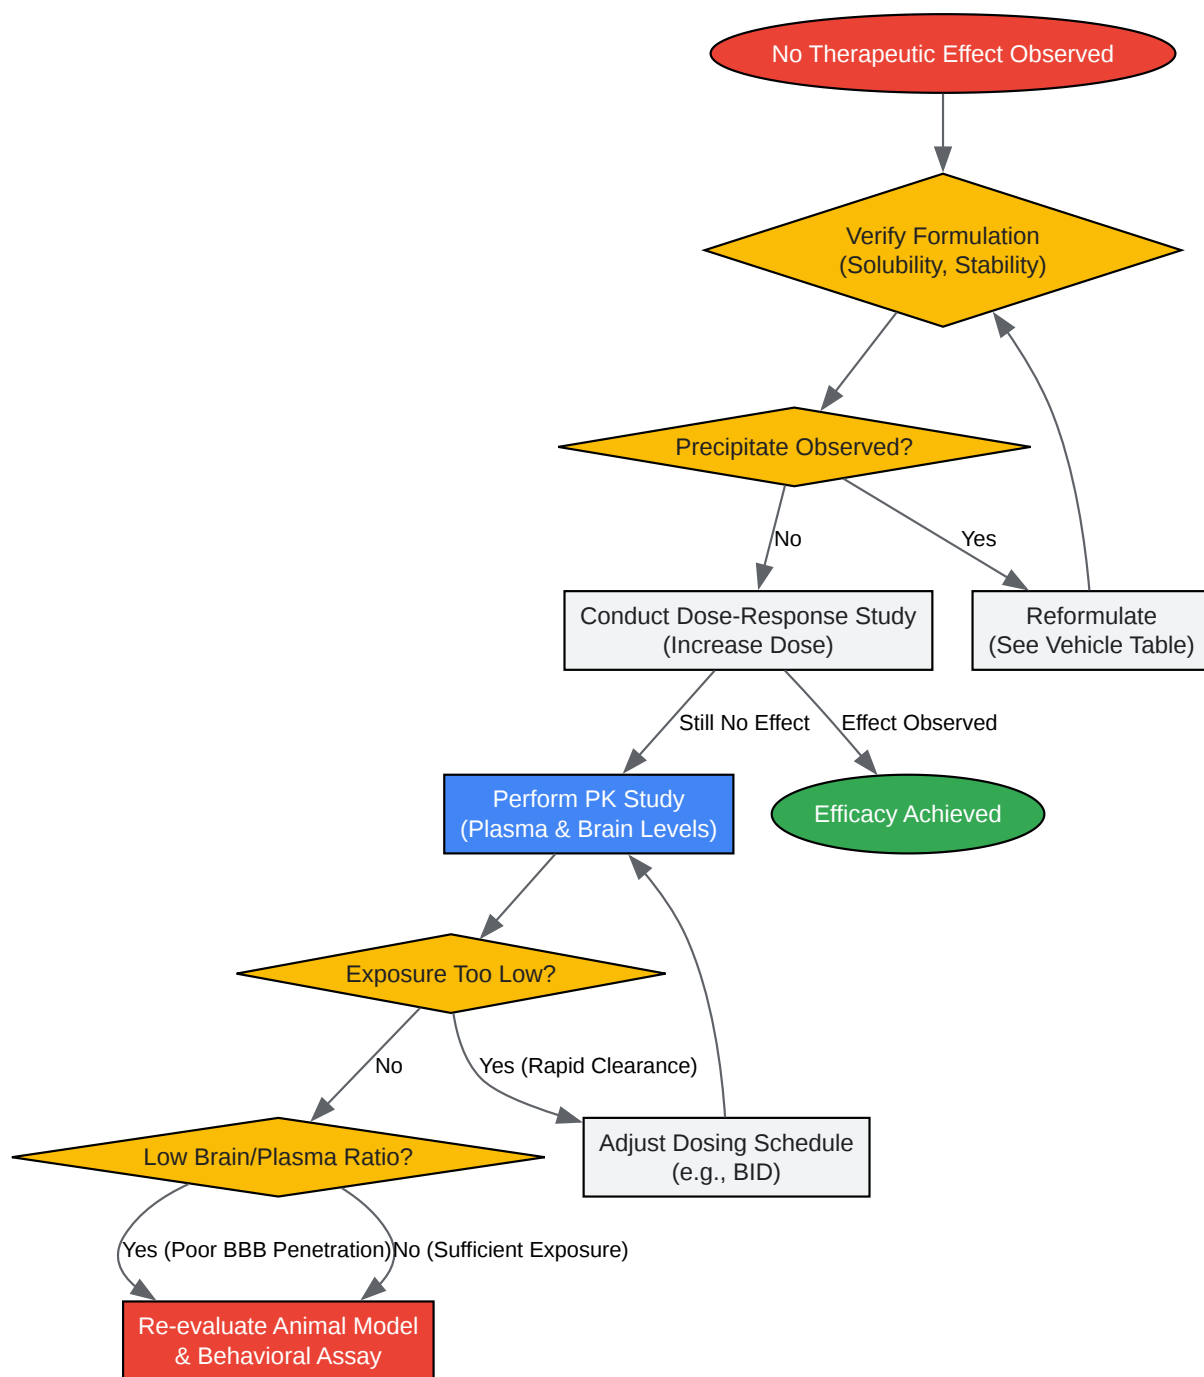 No Therapeutic Effect Observed
Verify Formulation
(Solubility, Stability)
Precipitate Observed?
No
Yes
Conduct Dose-Response Study
(Increase Dose)
Reformulate
(See Vehicle Table)
Still No Effect
Effect Observed
Perform PK Study
(Plasma & Brain Levels)
Efficacy Achieved
Exposure Too Low?
No
Yes (Rapid Clearance)
Low Brain/Plasma Ratio?
Adjust Dosing Schedule
(e.g., BID)
Yes (Poor BBB Penetration)
No (Sufficient Exposure)
Re-evaluate Animal Model
& Behavioral Assay